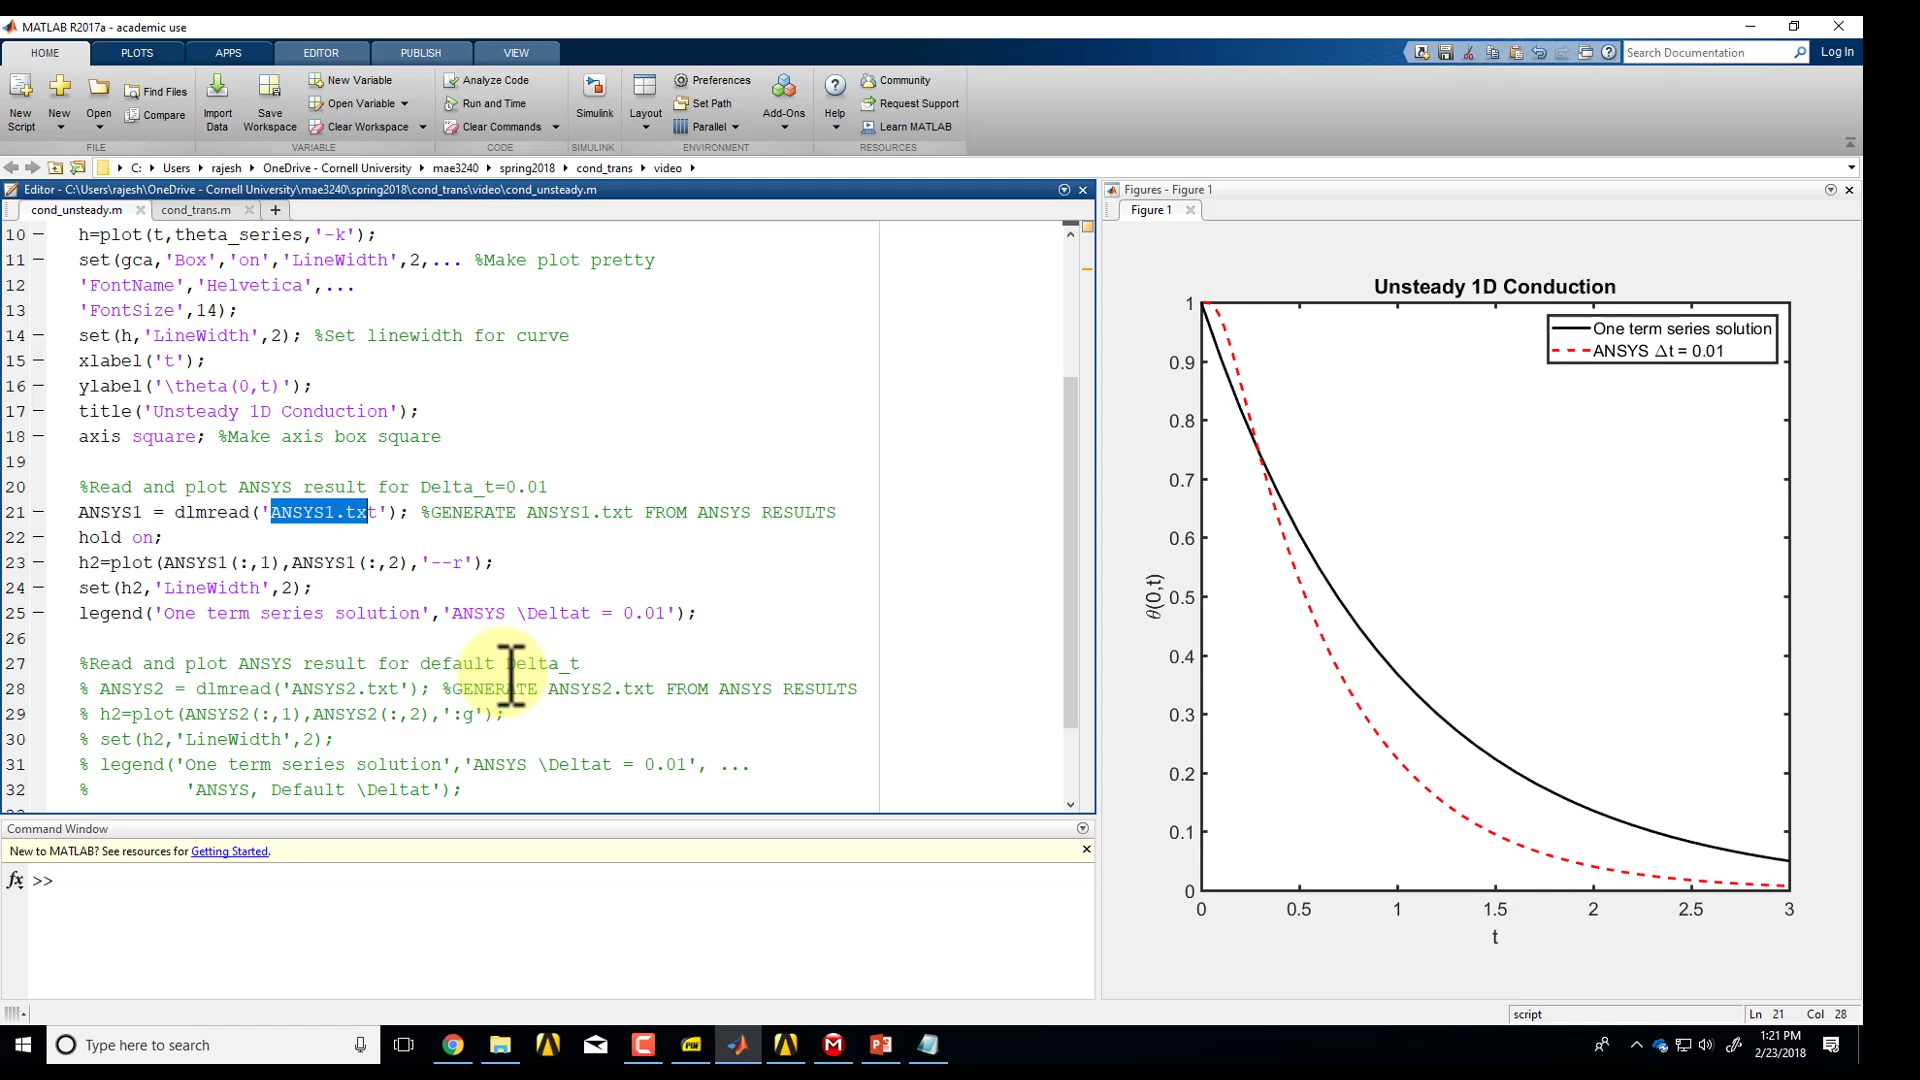 MATLAB R2017a - academic use
HOME PLOTS APPS EDITOR PUBLISH VIEW
Search Documentation
Log In
New Script
New
Open
Find Files
Compare
Import Data
Save Workspace
New Variable
Open Variable
Clear Workspace
Analyze Code
Run and Time
Clear Commands
Simulink
Layout
Preferences
Set Path
Parallel
Add-Ons
Help
Community
Request Support
Learn MATLAB
FILE VARIABLE CODE SIMULINK ENVIRONMENT RESOURCES
C: Users rajesh OneDrive - Cornell University mae3240 spring2018 cond_trans video
Editor - C:\Users\rajesh\OneDrive - Cornell University\mae3240\spring2018\cond_trans\video\cond_unsteady.m
cond_unsteady.m cond_trans.m
10 – h=plot(t,theta_series,'-k');
11 – set(gca,'Box','on','LineWidth',2,... %Make plot pretty
12 – 'FontName','Helvetica',...
13 – 'FontSize',14);
14 – set(h,'LineWidth',2); %Set linewidth for curve
15 – xlabel('t');
16 – ylabel('\theta(0,t)');
17 – title('Unsteady 1D Conduction');
18 – axis square; %Make axis box square
19
20 %Read and plot ANSYS result for Delta_t=0.01
21 – ANSYS1 = dlmread('ANSYS1.txt'); %GENERATE ANSYS1.txt FROM ANSYS RESULTS
22 – hold on;
23 – h2=plot(ANSYS1(:,1),ANSYS1(:,2),'--r');
24 – set(h2,'LineWidth',2);
25 – legend('One term series solution','ANSYS \Deltat = 0.01');
26
27 %Read and plot ANSYS result for default Delta_t
28 % ANSYS2 = dlmread('ANSYS2.txt'); %GENERATE ANSYS2.txt FROM ANSYS RESULTS
29 % h2=plot(ANSYS2(:,1),ANSYS2(:,2),':g');
30 % set(h2,'LineWidth',2);
31 % legend('One term series solution','ANSYS \Deltat = 0.01', ...
32 % 'ANSYS, Default \Deltat');
Command Window
New to MATLAB? See resources for Getting Started.
fx >>
Figures - Figure 1
Figure 1
Unsteady 1D Conduction
One term series solution
ANSYS Δt = 0.01
1
0.9
0.8
0.7
0.6
0.5
0.4
0.3
0.2
0.1
0
θ(0,t)
0 0.5 1 1.5 2 2.5 3
t
script
Ln 21 Col 28
Type here to search
PDF
1:21 PM
2/23/2018